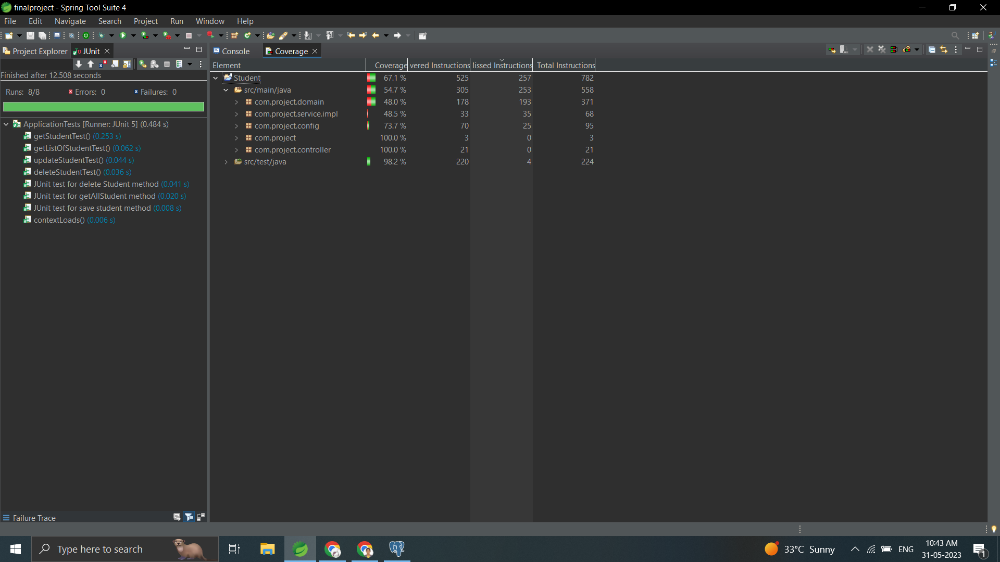 finalproject - Spring Tool Suite 4
File Edit Navigate Search Project Run Window Help
Project Explorer JUnit
Finished after 12.508 seconds
Runs: 8/8 Errors: 0 Failures: 0
ApplicationTests [Runner: JUnit 5] (0.484 s)
getStudentTest() (0.253 s)
getListOfStudentTest() (0.062 s)
updateStudentTest() (0.044 s)
deleteStudentTest() (0.036 s)
JUnit test for delete Student method (0.041 s)
JUnit test for getAllStudent method (0.020 s)
JUnit test for save student method (0.008 s)
contextLoads() (0.006 s)
Failure Trace
Console Coverage
Element Coverage vered Instructions lissed Instructions Total Instructions
Student 67.1 % 525 257 782
src/main/java 54.7 % 305 253 558
com.project.domain 48.0 % 178 193 371
com.project.service.impl 48.5 % 33 35 68
com.project.config 73.7 % 70 25 95
com.project 100.0 % 3 0 3
com.project.controller 100.0 % 21 0 21
src/test/java 98.2 % 220 4 224
Type here to search
33°C Sunny
ENG
10:43 AM
31-05-2023
1